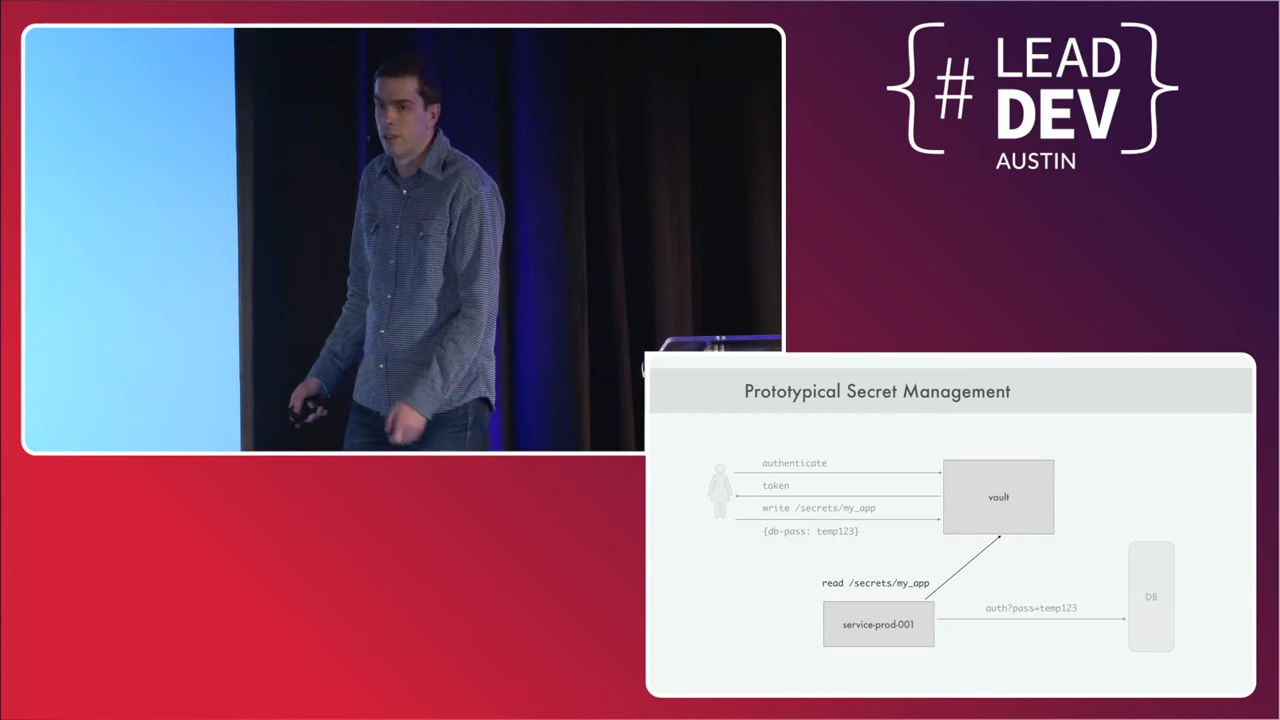 {# LEAD
DEV}
AUSTIN
Prototypical Secret Management
authenticate
token
write /secrets/my_app
{db-pass: temp123}
vault
read /secrets/my_app
service-prod-001
auth?pass=temp123
DB